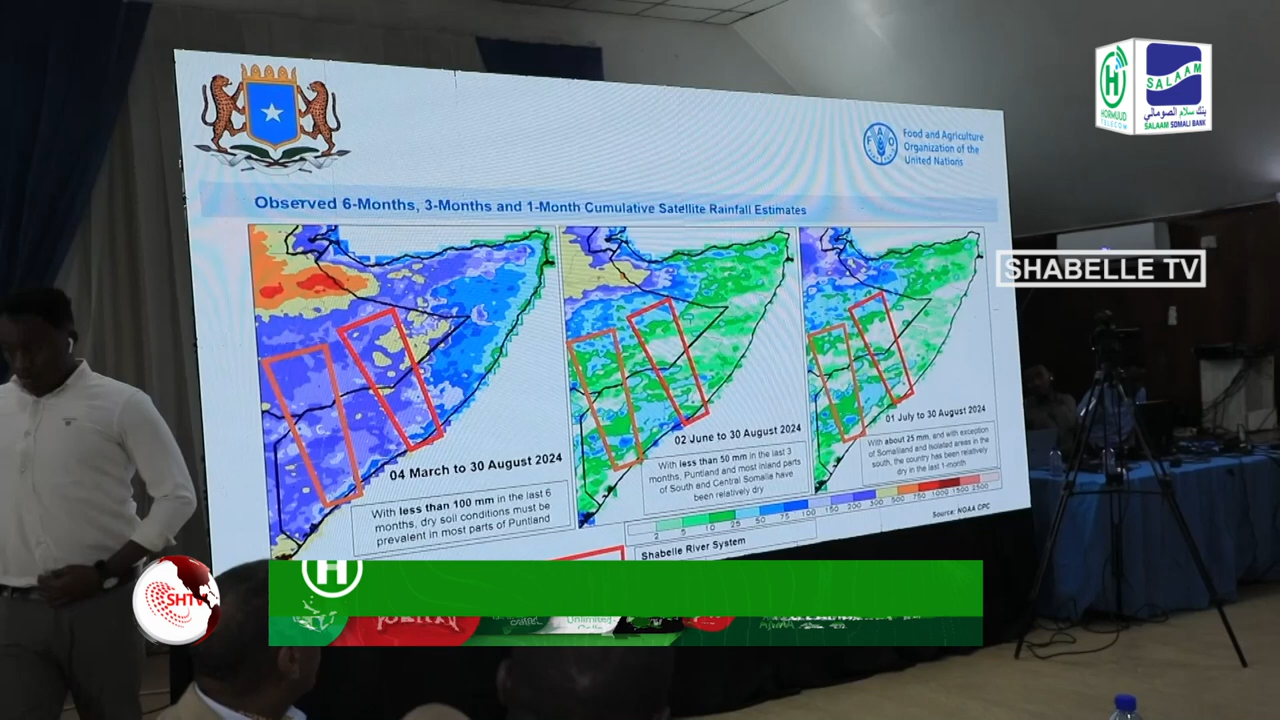 HORMUUD
TELECOM
SALAAM
بنك سلام الصومالي
SALAAM SOMALI BANK
FAO
Food and Agriculture
Organization of the
United Nations
Observed 6-Months, 3-Months and 1-Month Cumulative Satellite Rainfall Estimates
SHABELLE TV
04 March to 30 August 2024
With less than 100 mm in the last 6
months, dry soil conditions must be
prevalent in most parts of Puntland
02 June to 30 August 2024
With less than 50 mm in the last 3
months, Puntland and most inland parts
of South and Central Somalia have
been relatively dry
01 July to 30 August 2024
With about 25 mm, and with exception
of Somaliland and isolated areas in the
south, the country has been relatively
dry in the last 1-month
2 5 10 25 50 75 100 150 200 300 500 750 1000 1500 2500
Source: NOAA CPC
Shabelle River System
SHTV
Unlimited